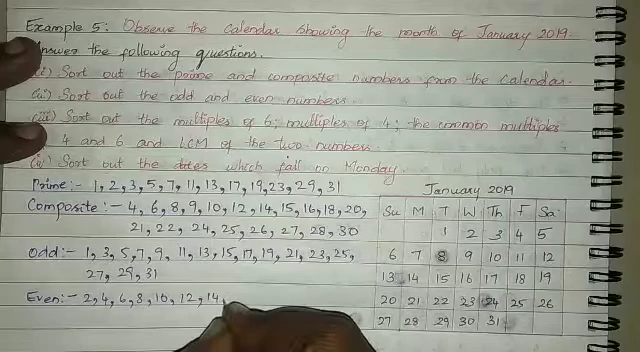 Example 5: Observe the Calendar showing the month of January 2019.
Answer the following questions.
(i) Sort out the prime and composite numbers from the calendar.
(ii) Sort out the odd and even numbers.
(iii) Sort out the multiples of 6, multiples of 4, the common multiples
4 and 6 and LCM of the two numbers.
(iv) Sort out the dates which fall on Monday.
Prime:- 1, 2, 3, 5, 7, 11, 13, 17, 19, 23, 29, 31
Composite:- 4, 6, 8, 9, 10, 12, 14, 15, 16, 18, 20,
21, 22, 24, 25, 26, 27, 28, 30
Odd:- 1, 3, 5, 7, 9, 11, 13, 15, 17, 19, 21, 23, 25,
27, 29, 31
Even:- 2, 4, 6, 8, 10, 12, 14,
January 2019
Su M T W Th F Sa
1 2 3 4 5
6 7 8 9 10 11 12
13 14 15 16 17 18 19
20 21 22 23 24 25 26
27 28 29 30 31